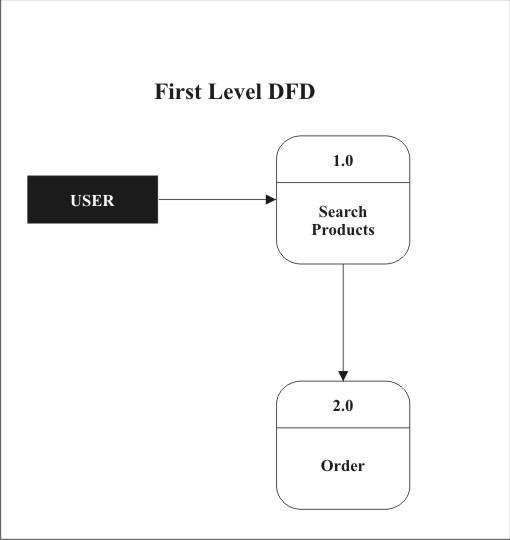 First Level DFD
1.0
USER
Search
Products
2.0
Order